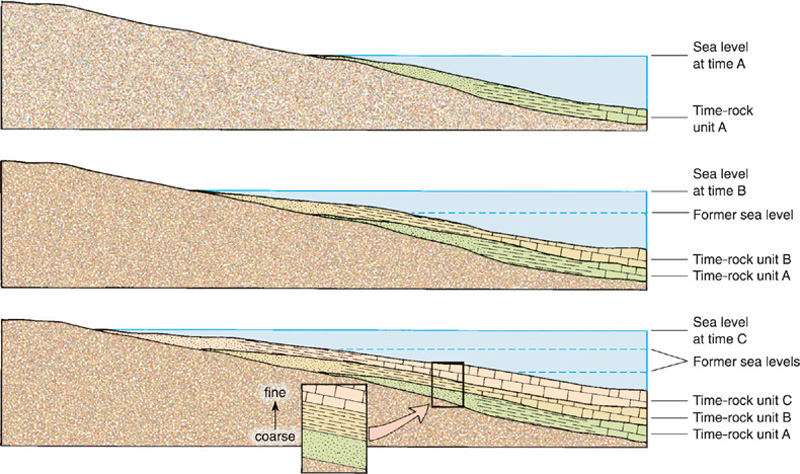 Sea level
at time A
Time-rock
unit A
Sea level
at time B
Former sea level
Time-rock unit B
Time-rock unit A
Sea level
at time C
Former sea levels
Time-rock unit C
Time-rock unit B
Time-rock unit A
fine
coarse